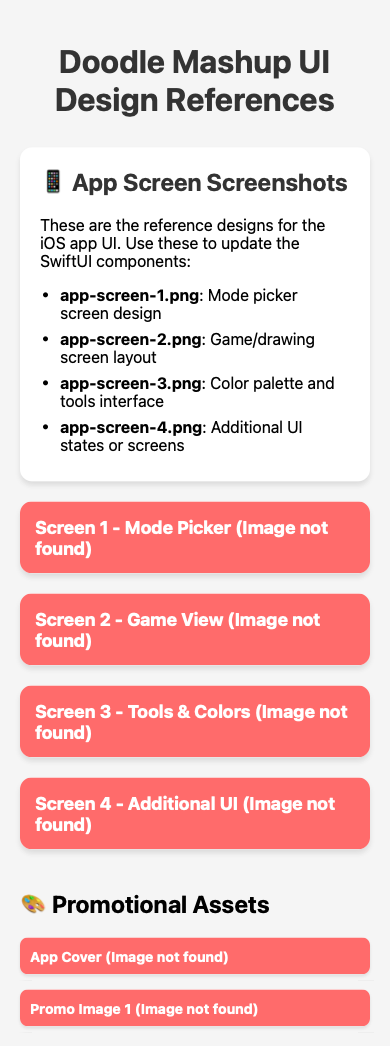 Doodle Mashup UI
Design References
📱 App Screen Screenshots
These are the reference designs for the
iOS app UI. Use these to update the
SwiftUI components:
• app-screen-1.png: Mode picker
screen design
• app-screen-2.png: Game/drawing
screen layout
• app-screen-3.png: Color palette and
tools interface
• app-screen-4.png: Additional UI
states or screens
Screen 1 - Mode Picker (Image not
found)
Screen 2 - Game View (Image not
found)
Screen 3 - Tools & Colors (Image not
found)
Screen 4 - Additional UI (Image not
found)
🎨 Promotional Assets
App Cover (Image not found)
Promo Image 1 (Image not found)